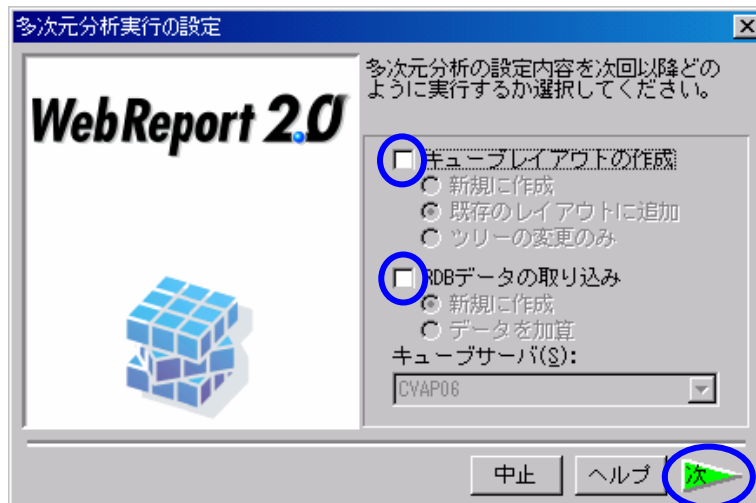 多次元分析実行の設定
多次元分析の設定内容を次回以降どの
ように実行するか選択してください。
WebReport 2.0
キューブレイアウトの作成
新規に作成
既存のレイアウトに追加
ツリーの変更のみ
RDBデータの取り込み
新規に作成
データを加算
キューブサーバ(S):
CVAP06
中止
ヘルプ
次